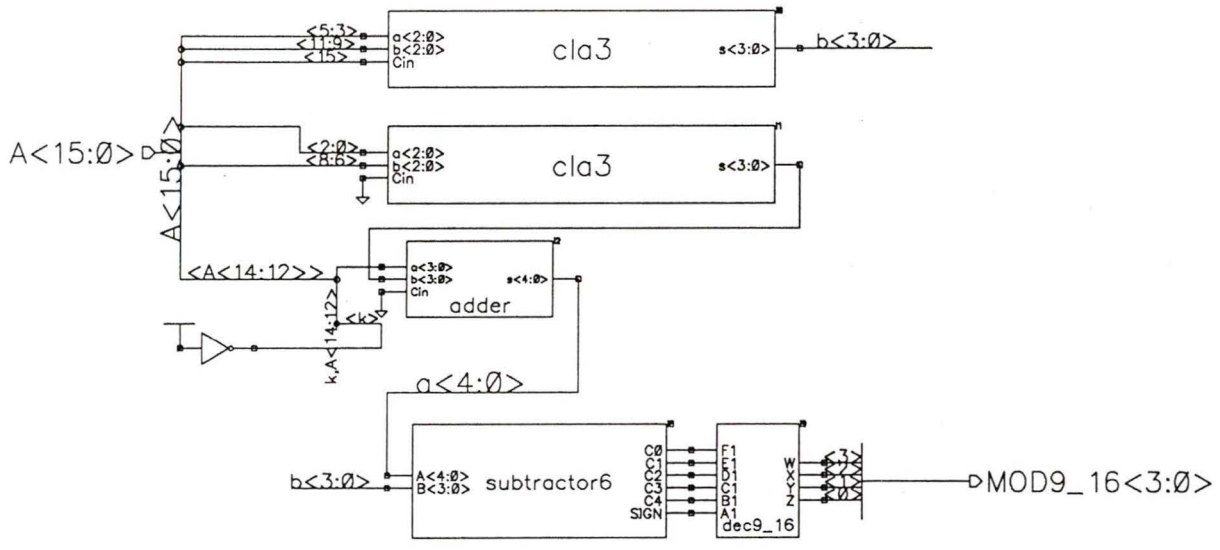 <5:3>
<11:9>
<15>
a<2:0>
b<2:0>
Cin
cla3
s<3:0>
b<3:0>
A<15:0>
A<15:0>
<2:0>
<8:6>
I1
a<2:0>
b<2:0>
Cin
cla3
s<3:0>
<A<14:12>>
I2
a<3:0>
b<3:0>
Cin
s<4:0>
adder
<k>
k,A<14:12>
a<4:0>
b<3:0>
A<4:0>
B<3:0>
subtractor6
C0
C1
C2
C3
C4
SIGN
F1
E1
D1
C1
B1
A1
W
X
Y
Z
dec9_16
<3>
<2>
<1>
<0>
MOD9_16<3:0>